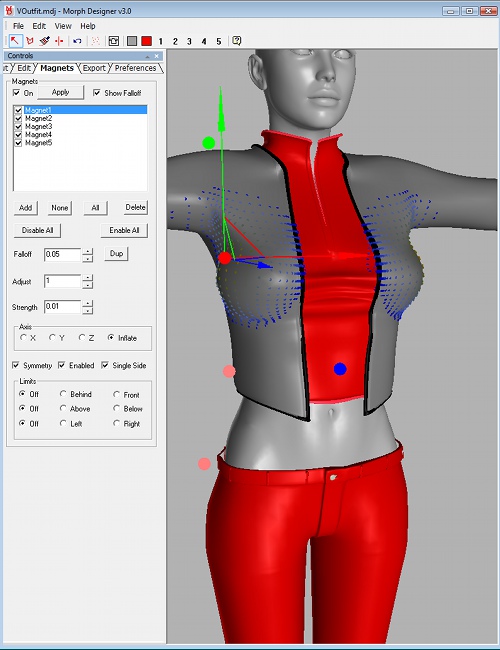 VOutfit.mdj - Morph Designer v3.0
File Edit View Help
1 2 3 4 5
Controls
Edit Magnets Export Preferences
Magnets
On Apply Show Falloff
Magnet1
Magnet2
Magnet3
Magnet4
Magnet5
Add None All Delete
Disable All Enable All
Falloff 0.05 Dup
Adjust 1
Strength 0.01
Axis
X Y Z Inflate
Symmetry Enabled Single Side
Limits
Off Behind Front
Off Above Below
Off Left Right